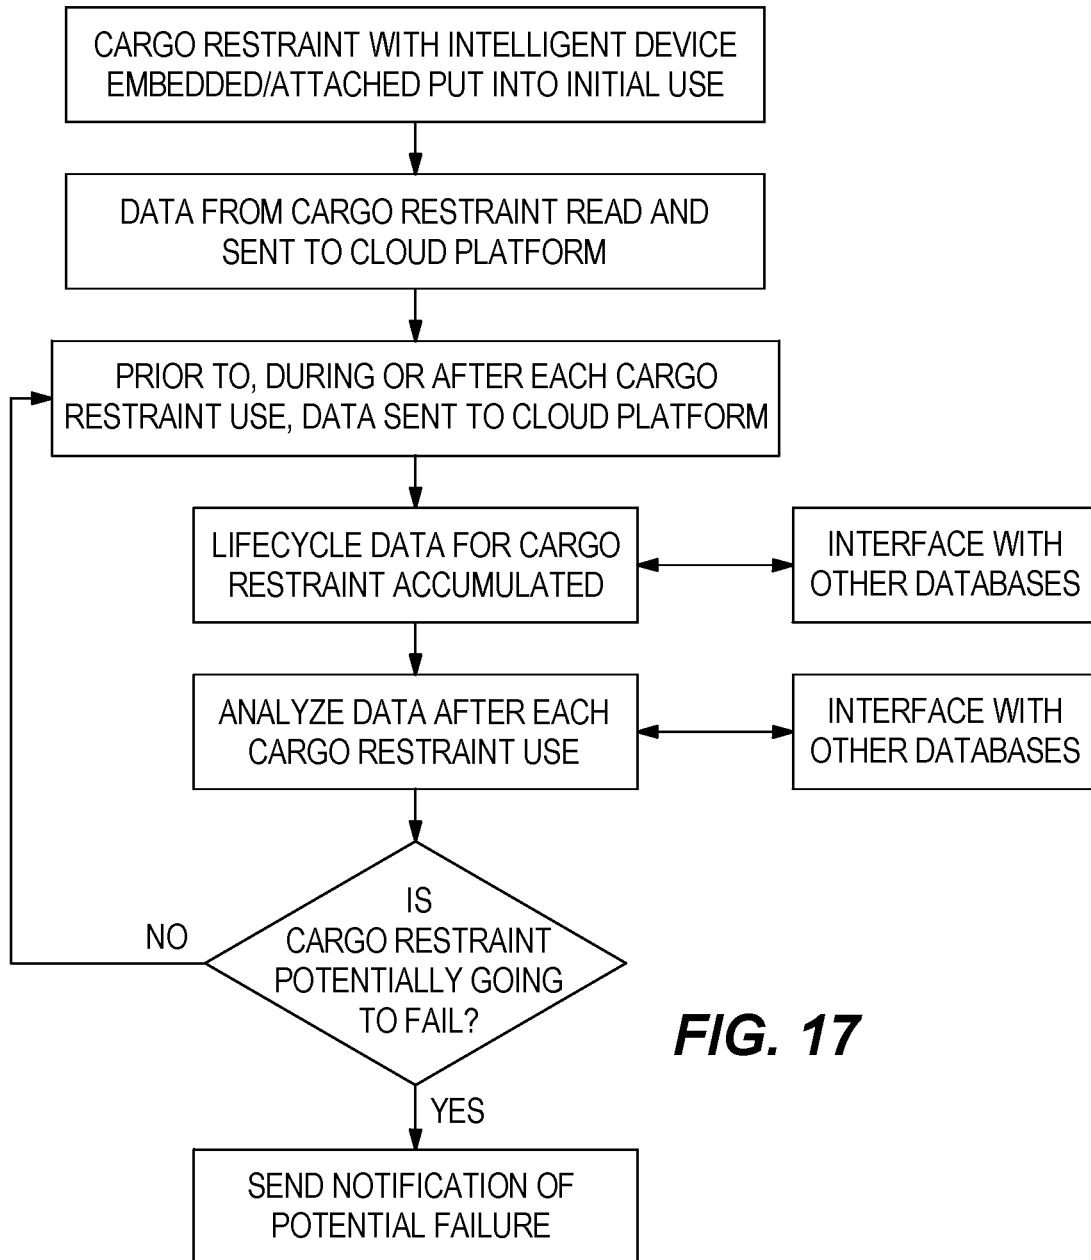 CARGO RESTRAINT WITH INTELLIGENT DEVICE
EMBEDDED/ATTACHED PUT INTO INITIAL USE
DATA FROM CARGO RESTRAINT READ AND
SENT TO CLOUD PLATFORM
PRIOR TO, DURING OR AFTER EACH CARGO
RESTRAINT USE, DATA SENT TO CLOUD PLATFORM
LIFECYCLE DATA FOR CARGO
RESTRAINT ACCUMULATED
INTERFACE WITH
OTHER DATABASES
ANALYZE DATA AFTER EACH
CARGO RESTRAINT USE
INTERFACE WITH
OTHER DATABASES
IS
CARGO RESTRAINT
POTENTIALLY GOING
TO FAIL?
NO
YES
SEND NOTIFICATION OF
POTENTIAL FAILURE
FIG. 17